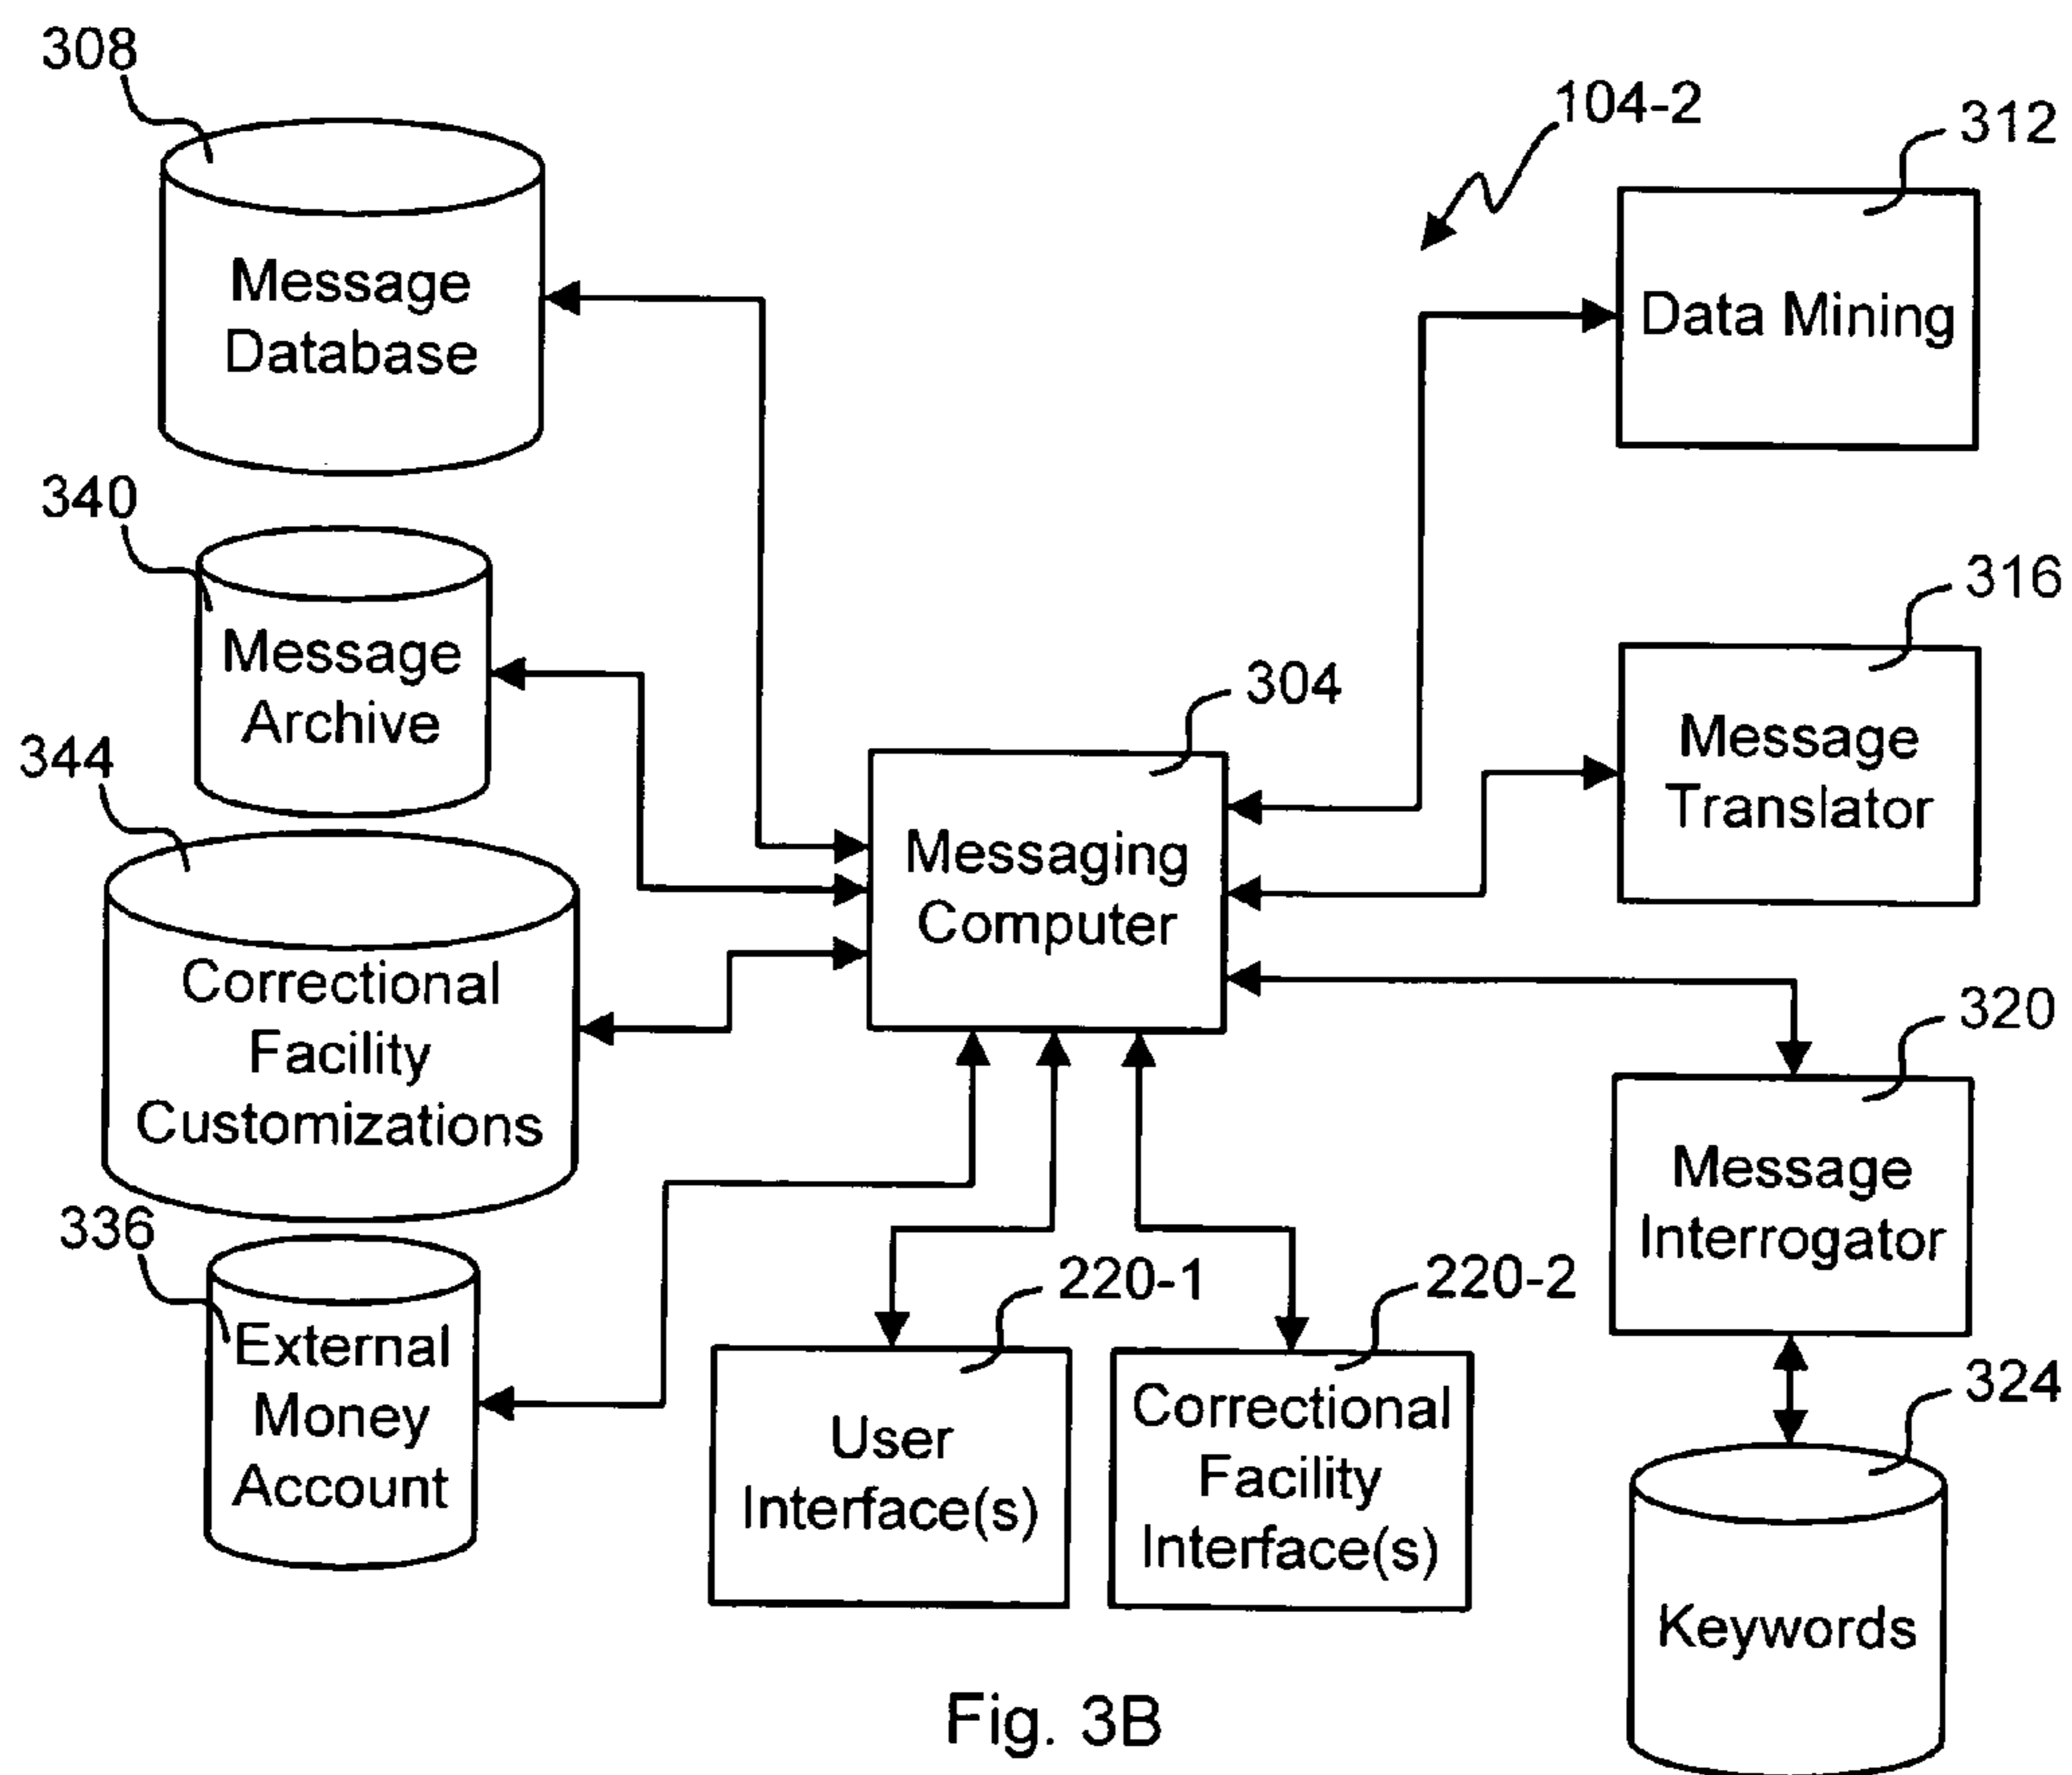 308
104-2
312
Message
Database
Data Mining
340
316
Message
Archive
304
Message
Translator
344
Messaging
Computer
Correctional
Facility
Customizations
320
Message
Interrogator
336
External
Money
Account
220-1
User
Interface(s)
220-2
Correctional
Facility
Interface(s)
324
Keywords
Fig. 3B